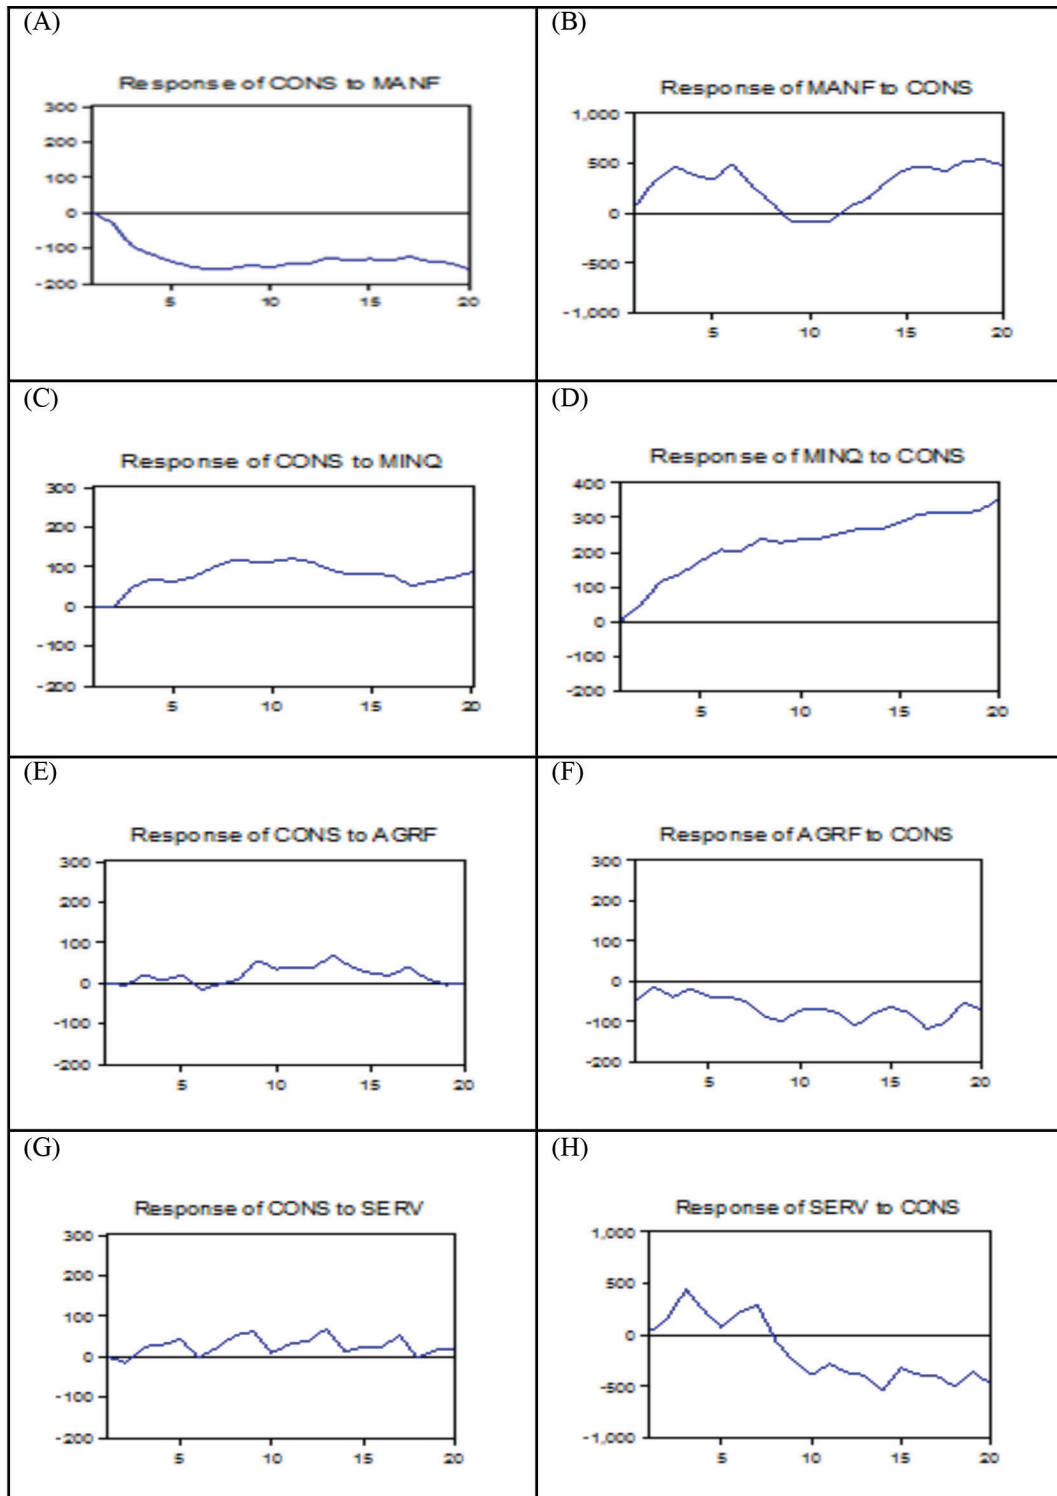 (A)
Response of CONS to MANF
300
200
100
0
-100
-200
5 10 15 20
(B)
Response of MANF to CONS
1,000
500
0
-500
-1,000
5 10 15 20
(C)
Response of CONS to MINQ
300
200
100
0
-100
-200
5 10 15 20
(D)
Response of MINQ to CONS
400
300
200
100
0
-100
-200
5 10 15 20
(E)
Response of CONS to AGRF
300
200
100
0
-100
-200
5 10 15 20
(F)
Response of AGRF to CONS
300
200
100
0
-100
-200
5 10 15 20
(G)
Response of CONS to SERV
300
200
100
0
-100
-200
5 10 15 20
(H)
Response of SERV to CONS
1,000
500
0
-500
-1,000
5 10 15 20